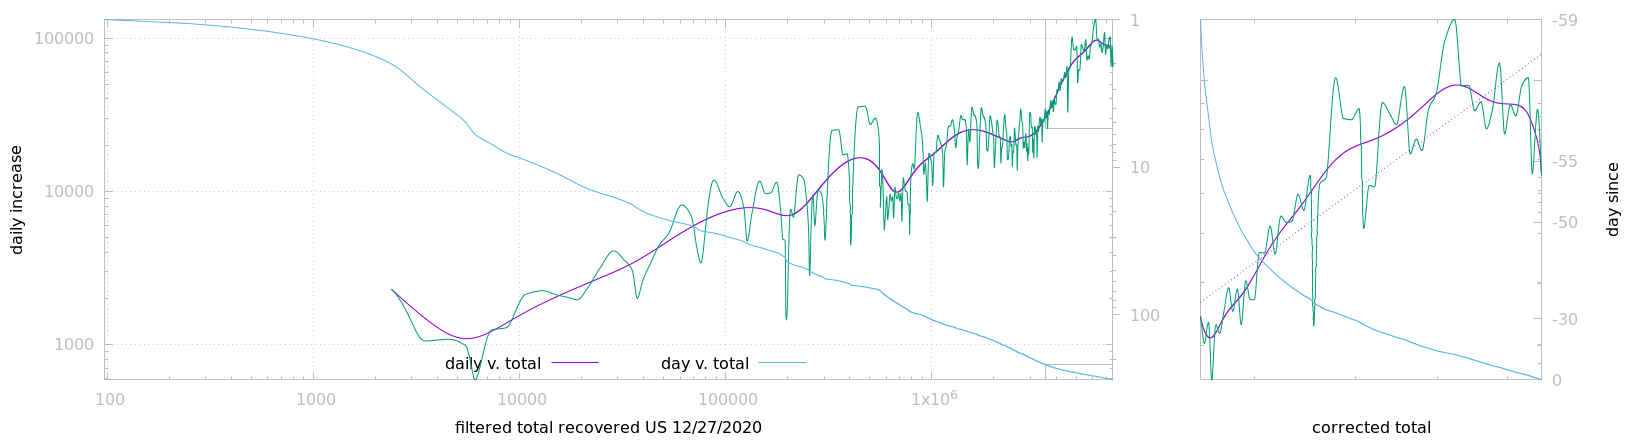 daily increase
100000
10000
1000
100
1000
10000
100000
1x10^6
1
10
100
daily v. total
day v. total
filtered total recovered US 12/27/2020
-59
-55
-50
-30
0
day since
corrected total